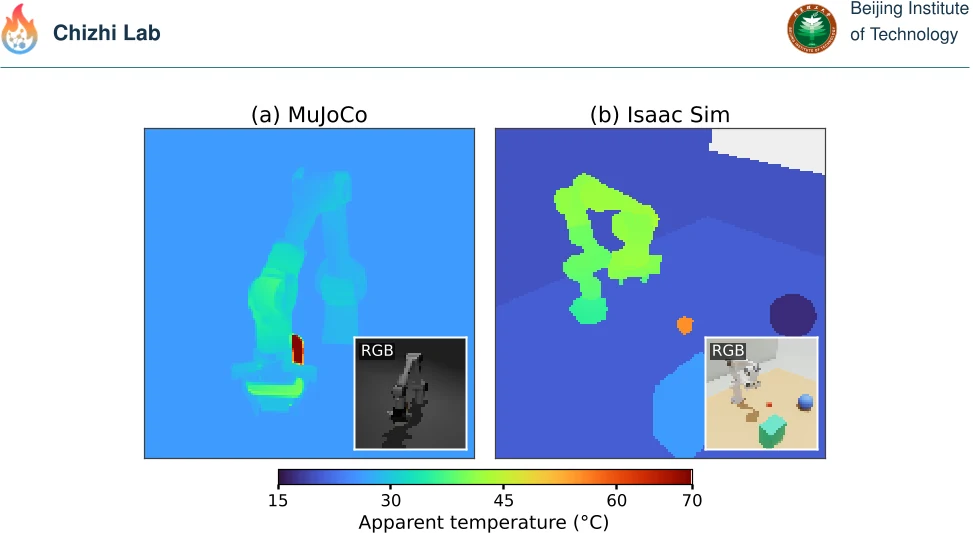 Chizhi Lab
Beijing Institute
of Technology
(a) MuJoCo
(b) Isaac Sim
RGB
RGB
15 30 45 60 70
Apparent temperature (°C)